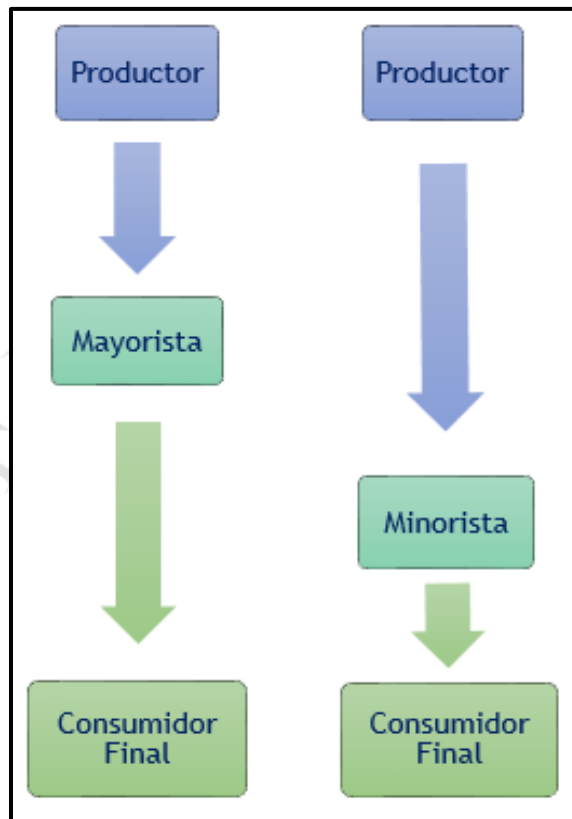 Productor
Productor
Mayorista
Minorista
Consumidor
Final
Consumidor
Final